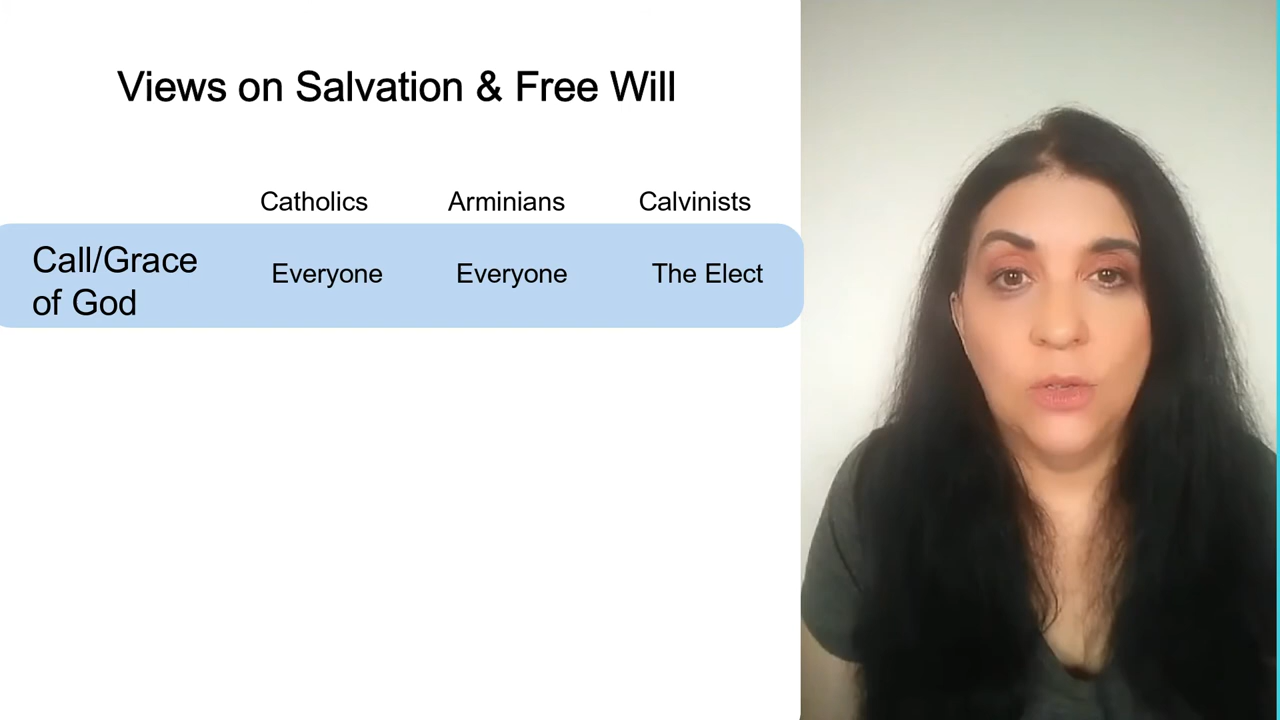 Views on Salvation & Free Will
Catholics Arminians Calvinists
Call/Grace of God Everyone Everyone The Elect